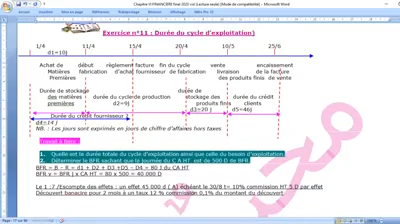 Chapitre VI FINANCIERE final 2020 vst [Lecture seule] [Mode de compatibilité] - Microsoft Word
Exercice n°11 : Durée du cycle d'exploitation)
1/4 11/4 15/4 20/4 10/5 25/6
d1=10j
Achat de début règlement facture fin du cycle vente encaissement
Matières fabrication d'achat fournisseur de fabrication livraison de la facture
Premières des produits finis de vente
Durée de stockage durée de
des matières durée du cycle de production stockage des durée du crédit
premières d2=9j produits finis clients
d3=20 j d5=46j
Durée du crédit fournisseur
d4=14 j
NB. : Les jours sont exprimés en jours de chiffre d'affaires hors taxes
Travail à faire
1. Quelle est la durée totale du cycle d'exploitation ainsi que celle du besoin d'exploitation
2. Déterminer le BFR sachant que la journée du C A HT est de 500 D de BFR
BFR = B – R = d1 + D2 + D3 +D5 – D4 = 80 J du CA HT
BFR v = BFR j x CA HT = 80 x 500 = 40 000 D
Le 1 :7 /Escompte des effets : un effet 45 000 d ( A) échéant le 30/8 t= 10% commission HT 5 D par effet
Découvert bancaire pour 2 mois à un taux 12 % commission 0,1% du montant du découvert